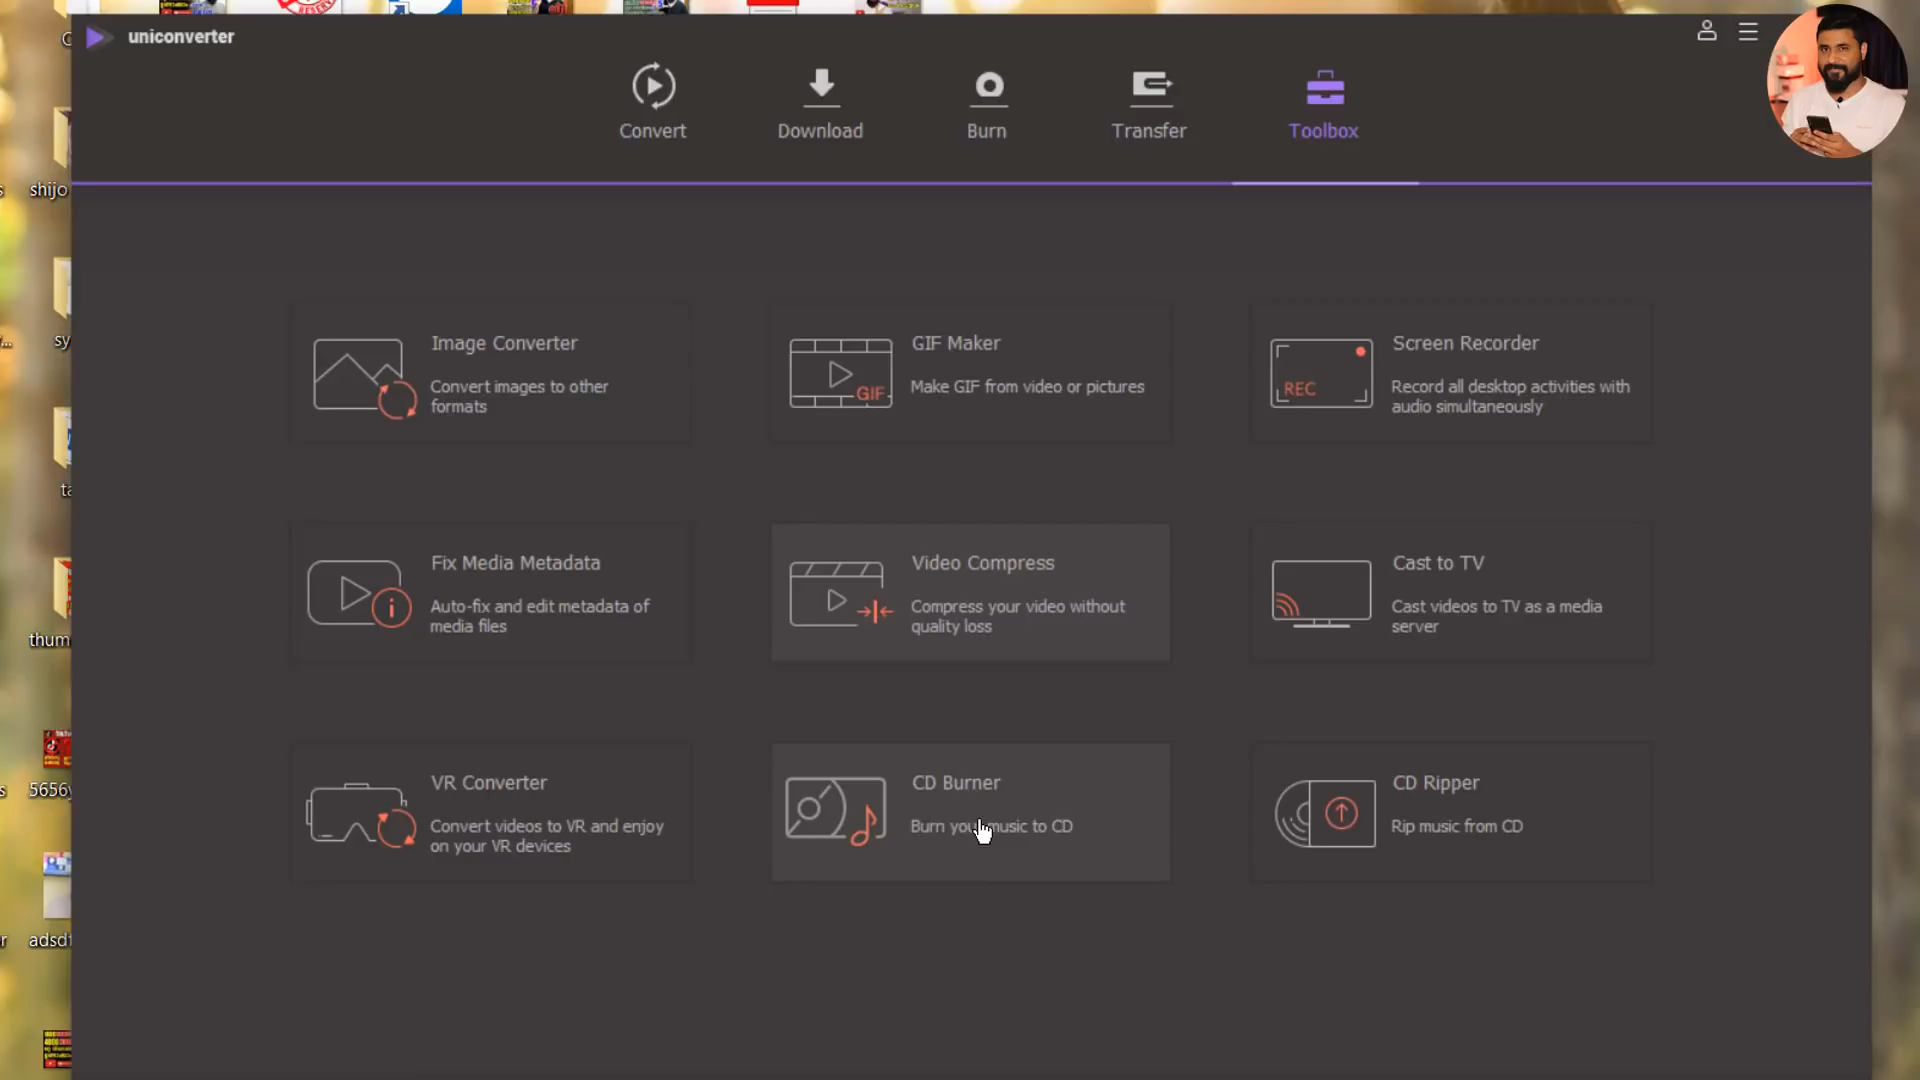 uniconverter
Convert
Download
Burn
Transfer
Toolbox
shijo
sy
ta
thum
5656y
adsdf
Image Converter
Convert images to other
formats
GIF Maker
Make GIF from video or pictures
GIF
Screen Recorder
Record all desktop activities with
audio simultaneously
REC
Fix Media Metadata
Auto-fix and edit metadata of
media files
Video Compress
Compress your video without
quality loss
Cast to TV
Cast videos to TV as a media
server
VR Converter
Convert videos to VR and enjoy
on your VR devices
CD Burner
Burn your music to CD
CD Ripper
Rip music from CD